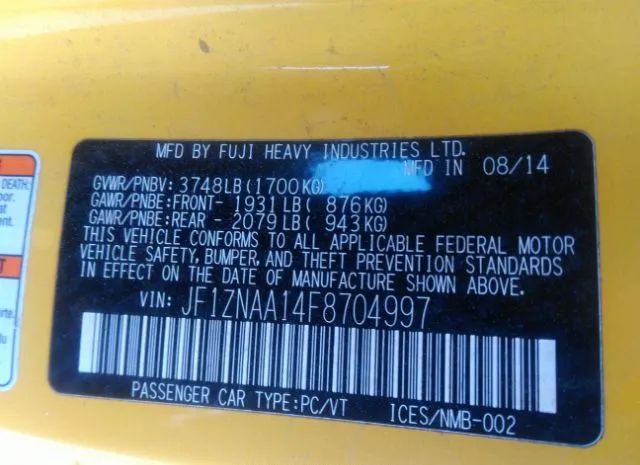 MFD BY FUJI HEAVY INDUSTRIES LTD.
MFD IN 08/14
GVWR/PNBV: 3748LB(1700KG)
GAWR/PNBE:FRONT- 1931LB( 876KG)
GAWR/PNBE:REAR - 2079LB( 943KG)
THIS VEHICLE CONFORMS TO ALL APPLICABLE FEDERAL MOTOR
VEHICLE SAFETY, BUMPER, AND THEFT PREVENTION STANDARDS
IN EFFECT ON THE DATE OF MANUFACTURE SHOWN ABOVE.
VIN: JF1ZNAA14F8704997
PASSENGER CAR TYPE:PC/VT ICES/NMB-002
DEATH:
ent.